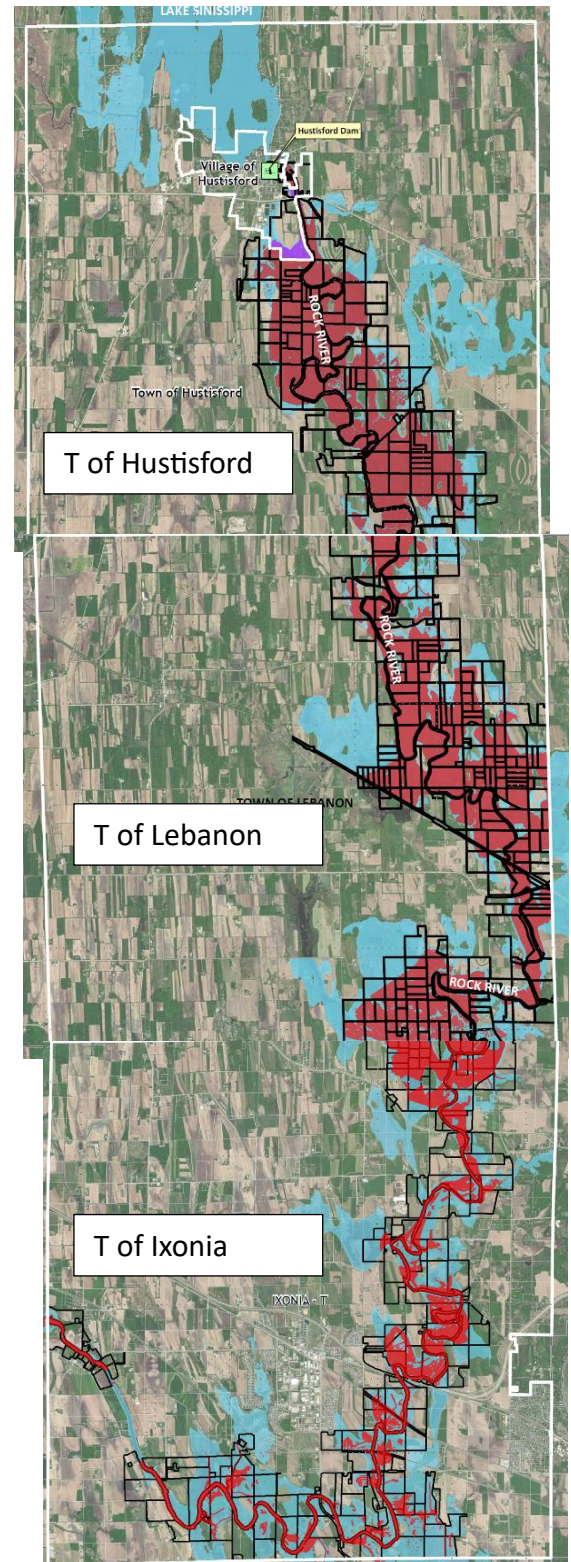 LAKE SINISSIPPI
Hustisford Dam
Village of
Hustisford
ROCK RIVER
Town of Hustisford
T of Hustisford
ROCK RIVER
TOWN OF LEBANON
T of Lebanon
ROCK RIVER
T of Ixonia
IXONIA - T